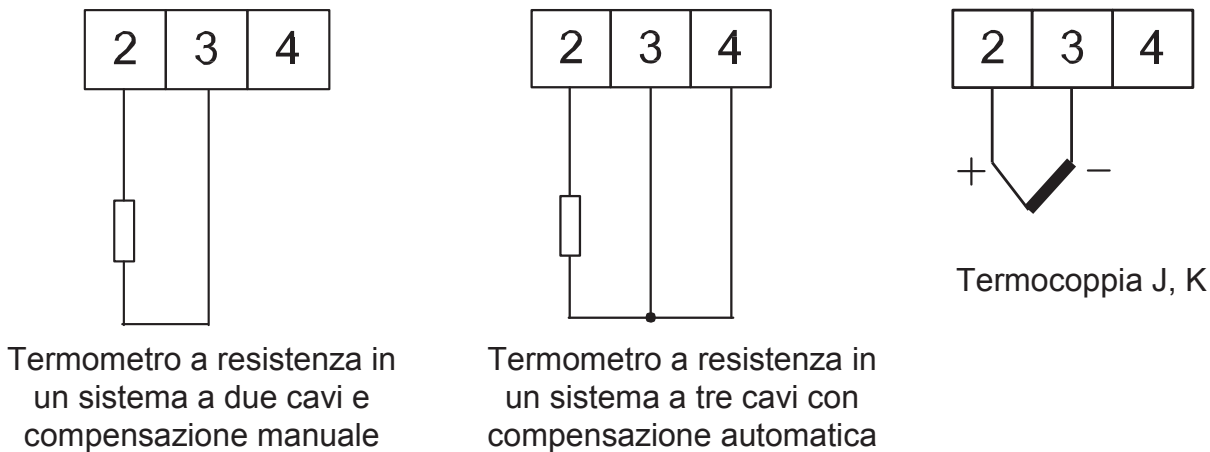 2 3 4
2 3 4
2 3 4
+ −
Termocoppia J, K
Termometro a resistenza in
un sistema a due cavi e
compensazione manuale
Termometro a resistenza in
un sistema a tre cavi con
compensazione automatica